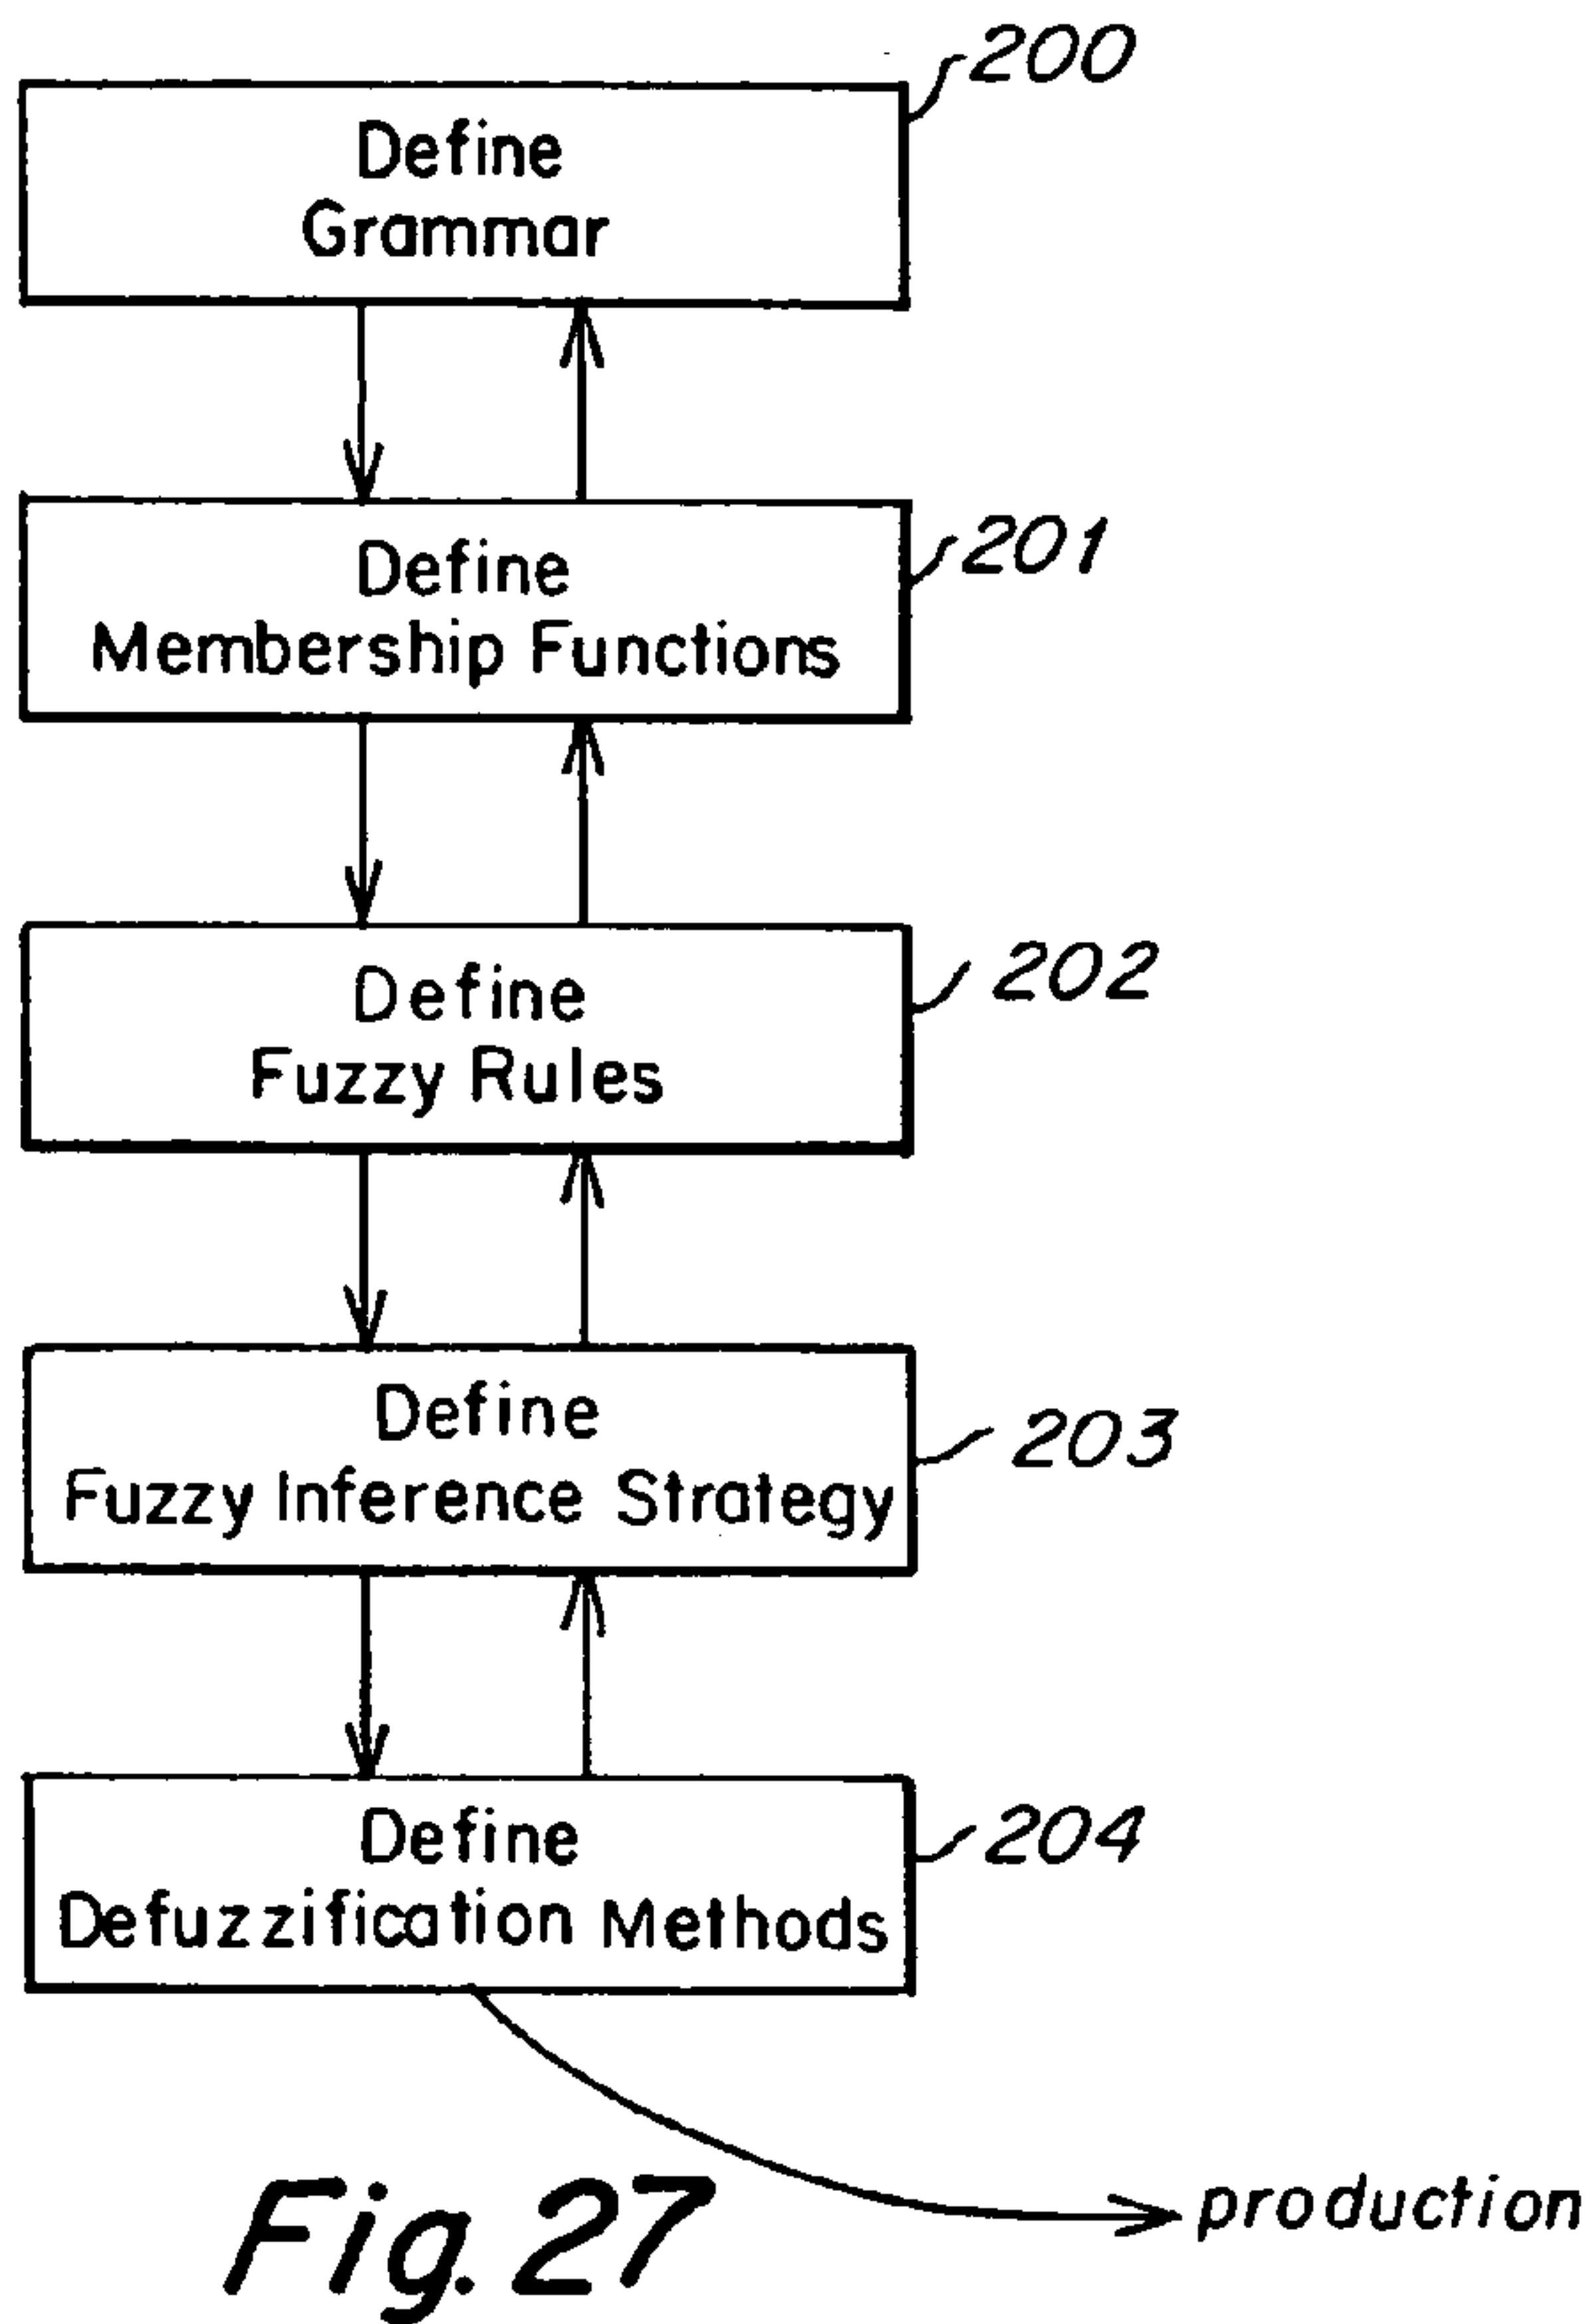 200
Define
Grammar
201
Define
Membership Functions
202
Define
Fuzzy Rules
203
Define
Fuzzy Inference Strategy
204
Define
Defuzzification Methods
production
Fig. 27